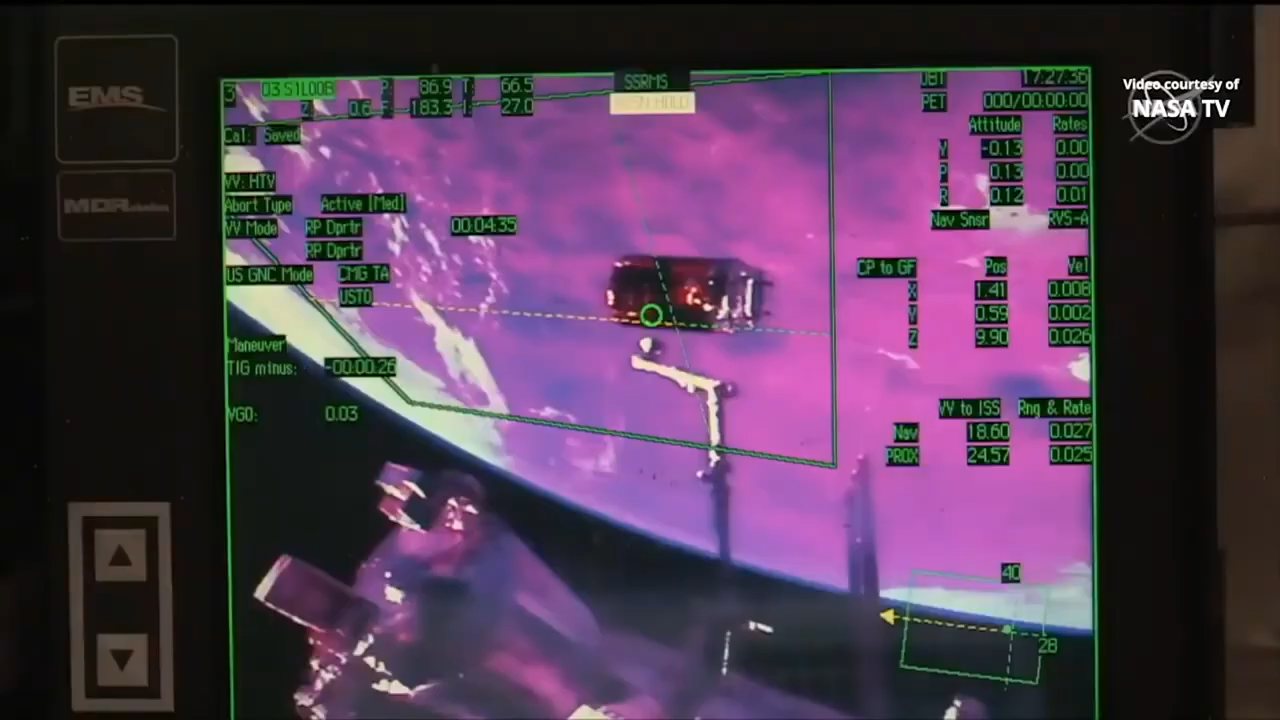 EMS
MDR
Video courtesy of
NASA TV
3 03 S1LOOB P: 86.9 T: 66.5
Z: 0.6 F: 183.3 I: 27.0
SSRMS
GMT 17:27:36
PET 000/00:00:00
Cal: Saved
VV: HTV
Abort Type Active [Med]
VV Mode RP Dprtr 00:04:35
RP Dprtr
US GNC Mode CMG TA
USTO
Maneuver
TIG minus: -00:00:26
VGO: 0.03
Attitude Rates
Y -0.13 0.00
P 0.13 0.00
R 0.12 0.01
Nav Snsr RVS-A
CP to GF Pos Vel
X 1.41 0.008
Y 0.59 0.002
Z 9.90 0.026
VV to ISS Rng & Rate
Nav 18.60 0.027
PROX 24.57 0.025
40
28